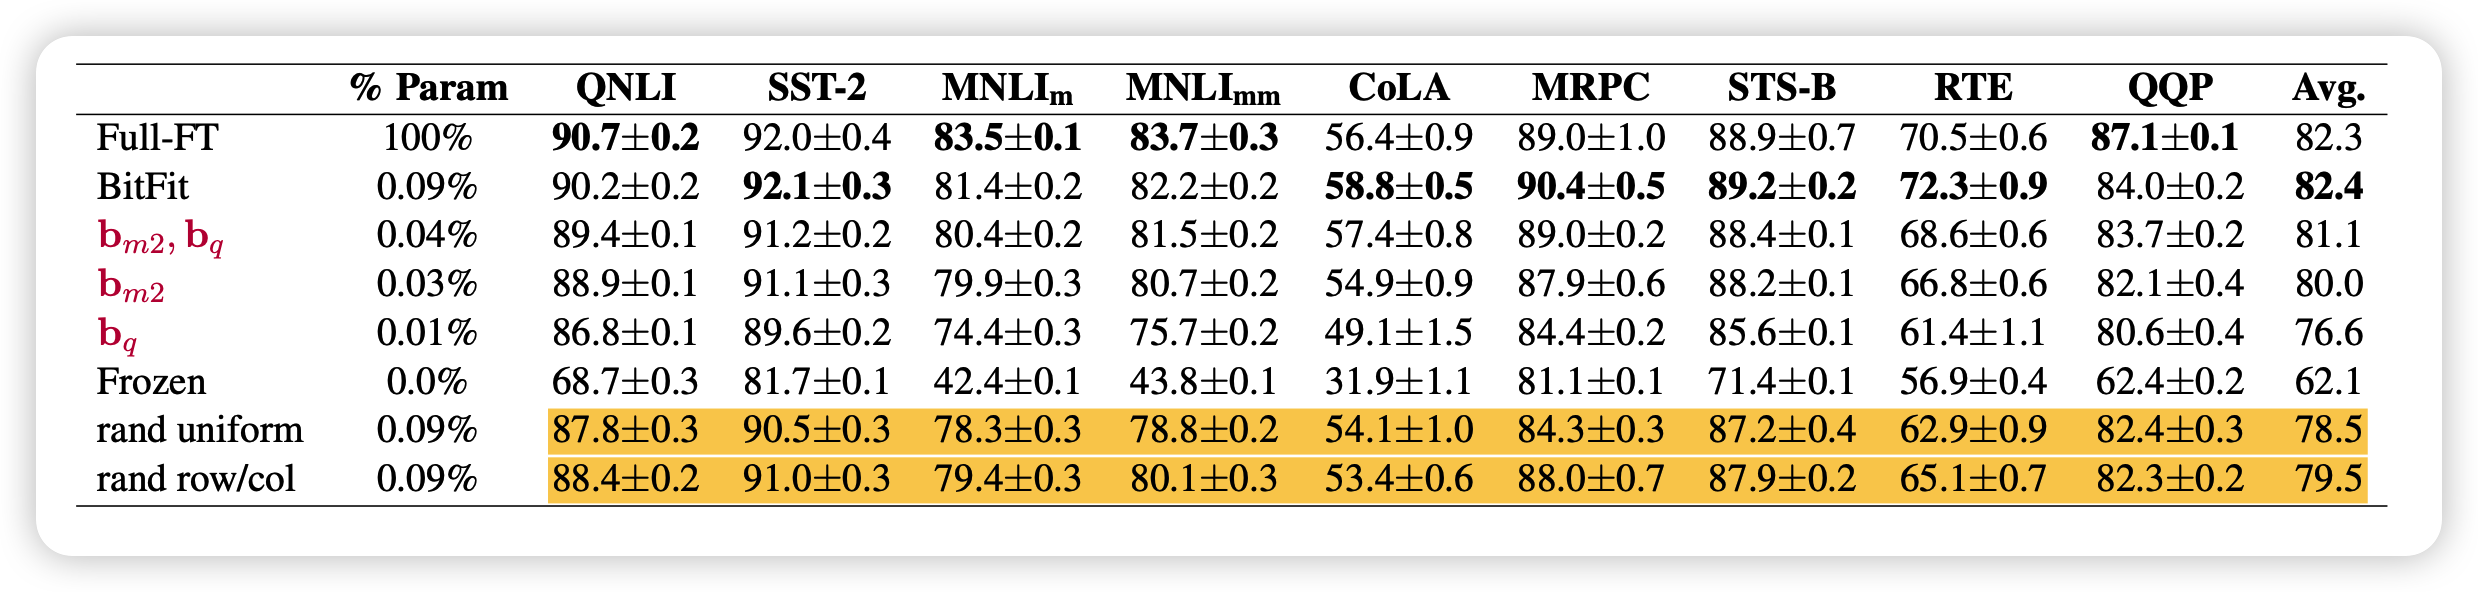 % Param QNLI SST-2 MNLIm MNLImm CoLA MRPC STS-B RTE QQP Avg.
Full-FT 100% 90.7±0.2 92.0±0.4 83.5±0.1 83.7±0.3 56.4±0.9 89.0±1.0 88.9±0.7 70.5±0.6 87.1±0.1 82.3
BitFit 0.09% 90.2±0.2 92.1±0.3 81.4±0.2 82.2±0.2 58.8±0.5 90.4±0.5 89.2±0.2 72.3±0.9 84.0±0.2 82.4
bm2, bq 0.04% 89.4±0.1 91.2±0.2 80.4±0.2 81.5±0.2 57.4±0.8 89.0±0.2 88.4±0.1 68.6±0.6 83.7±0.2 81.1
bm2 0.03% 88.9±0.1 91.1±0.3 79.9±0.3 80.7±0.2 54.9±0.9 87.9±0.6 88.2±0.1 66.8±0.6 82.1±0.4 80.0
bq 0.01% 86.8±0.1 89.6±0.2 74.4±0.3 75.7±0.2 49.1±1.5 84.4±0.2 85.6±0.1 61.4±1.1 80.6±0.4 76.6
Frozen 0.0% 68.7±0.3 81.7±0.1 42.4±0.1 43.8±0.1 31.9±1.1 81.1±0.1 71.4±0.1 56.9±0.4 62.4±0.2 62.1
rand uniform 0.09% 87.8±0.3 90.5±0.3 78.3±0.3 78.8±0.2 54.1±1.0 84.3±0.3 87.2±0.4 62.9±0.9 82.4±0.3 78.5
rand row/col 0.09% 88.4±0.2 91.0±0.3 79.4±0.3 80.1±0.3 53.4±0.6 88.0±0.7 87.9±0.2 65.1±0.7 82.3±0.2 79.5